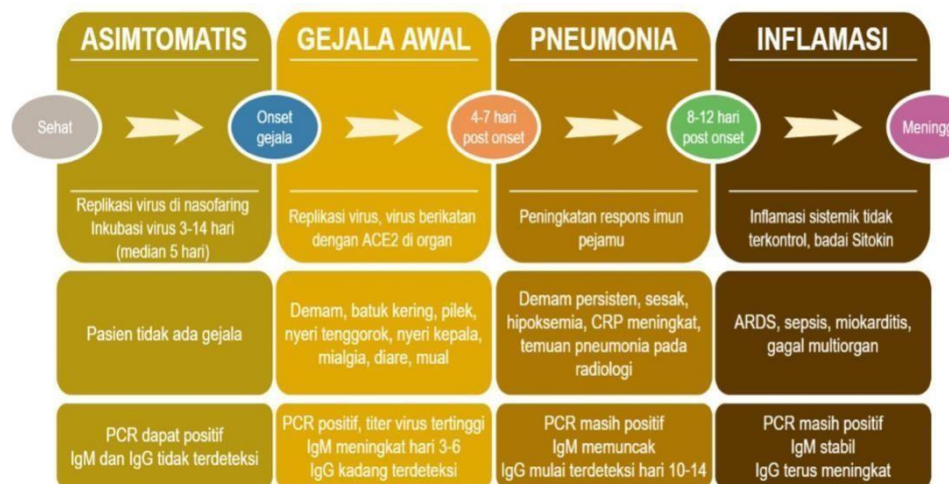 ASIMTOMATIS
GEJALA AWAL
PNEUMONIA
INFLAMASI
Sehat
Onset
gejala
4-7 hari
post onset
8-12 hari
post onset
Replikasi virus di nasofaring
Inkubasi virus 3-14 hari
(median 5 hari)
Replikasi virus, virus berikatan
dengan ACE2 di organ
Peningkatan respons imun
pejamu
Inflamasi sistemik tidak
terkontrol, badai Sitokin
Pasien tidak ada gejala
Demam, batuk kering, pilek,
nyeri tenggorok, nyeri kepala,
mialgia, diare, mual
Demam persisten, sesak,
hipoksemia, CRP meningkat,
temuan pneumonia pada
radiologi
ARDS, sepsis, miokarditis,
gagal multiorgan
PCR dapat positif
IgM dan IgG tidak terdeteksi
PCR positif, titer virus tertinggi
IgM meningkat hari 3-6
IgG kadang terdeteksi
PCR masih positif
IgM memuncak
IgG mulai terdeteksi hari 10-14
PCR masih positif
IgM stabil
IgG terus meningkat